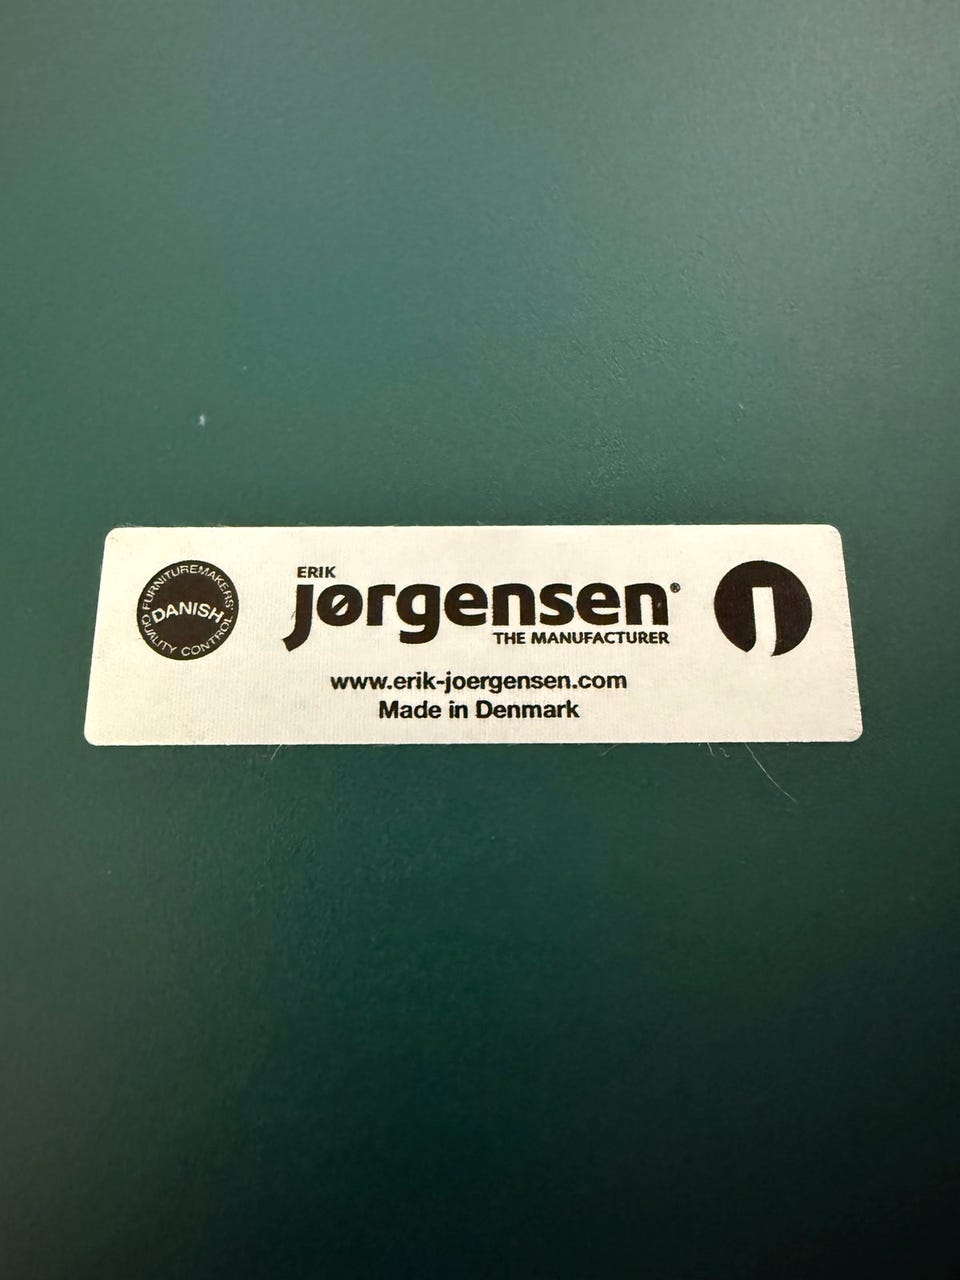 FURNITUREMAKERS'
DANISH
QUALITY CONTROL
ERIK
jørgensen®
THE MANUFACTURER
www.erik-joergensen.com
Made in Denmark